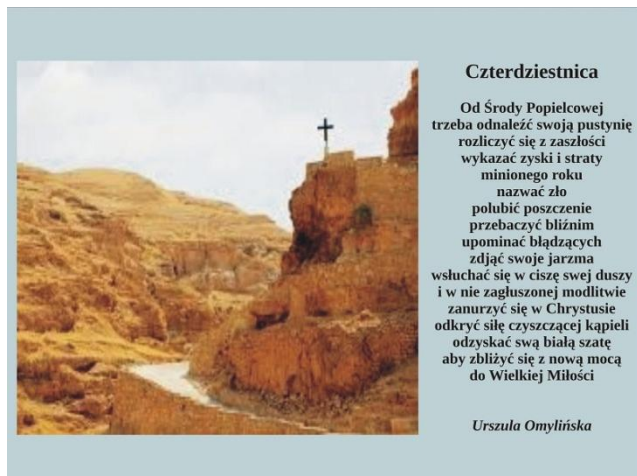 Czterdziestnica
Od Środy Popielcowej
trzeba odnaleźć swoją pustynię
rozliczyć się z zaszłości
wykazać zyski i straty
minionego roku
nazwać zło
polubić poszczenie
przebaczyć bliźnim
upominać błądzących
zdjąć swoje jarzma
wsłuchać się w ciszę swej duszy
i w nie zagłuszonej modlitwie
zanurzyć się w Chrystusie
odkryć siłę czyszczącej kąpieli
odzyskać swą białą szatę
aby zbliżyć się z nową mocą
do Wielkiej Miłości
Urszula Omylińska